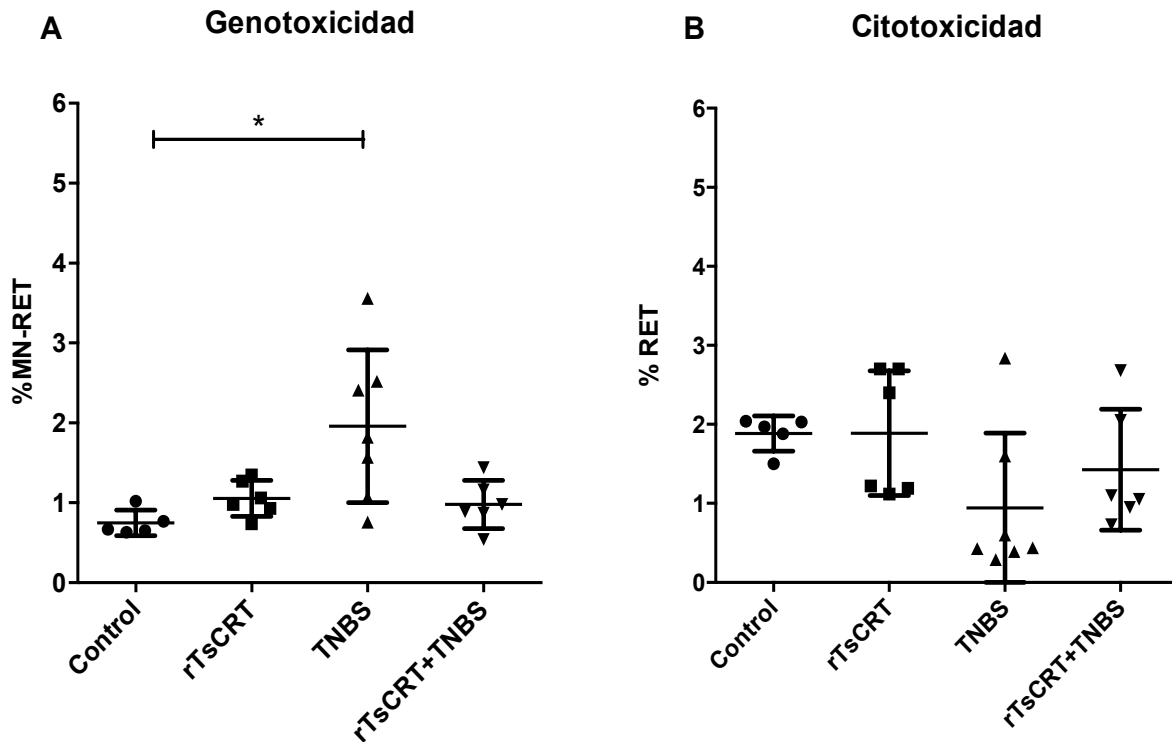 A
Genotoxicidad
%MN-RET
6
5
4
3
2
1
0
*
Control
rTsCRT
TNBS
rTsCRT+TNBS
B
Citotoxicidad
% RET
6
5
4
3
2
1
0
Control
rTsCRT
TNBS
rTsCRT+TNBS